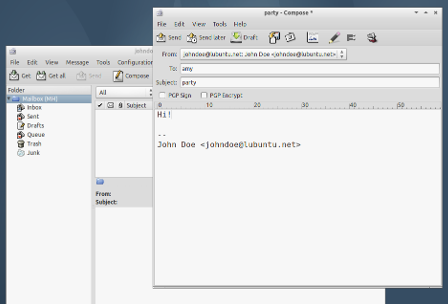 party - Compose *
File Edit View Tools Help
Send Send later Draft
From: johndoe@lubuntu.net: John Doe <johndoe@lubuntu.net>
To: amy
Subject: party
PGP Sign PGP Encrypt
0 10 20 30 40 50
Hi!
--
John Doe <johndoe@lubuntu.net>
File Edit View Message Tools Configuration
Get Get all Send Compose
Folder
Mailbox (MH)
Inbox
Sent
Drafts
Queue
Trash
Junk
All
Subject
From:
Subject: